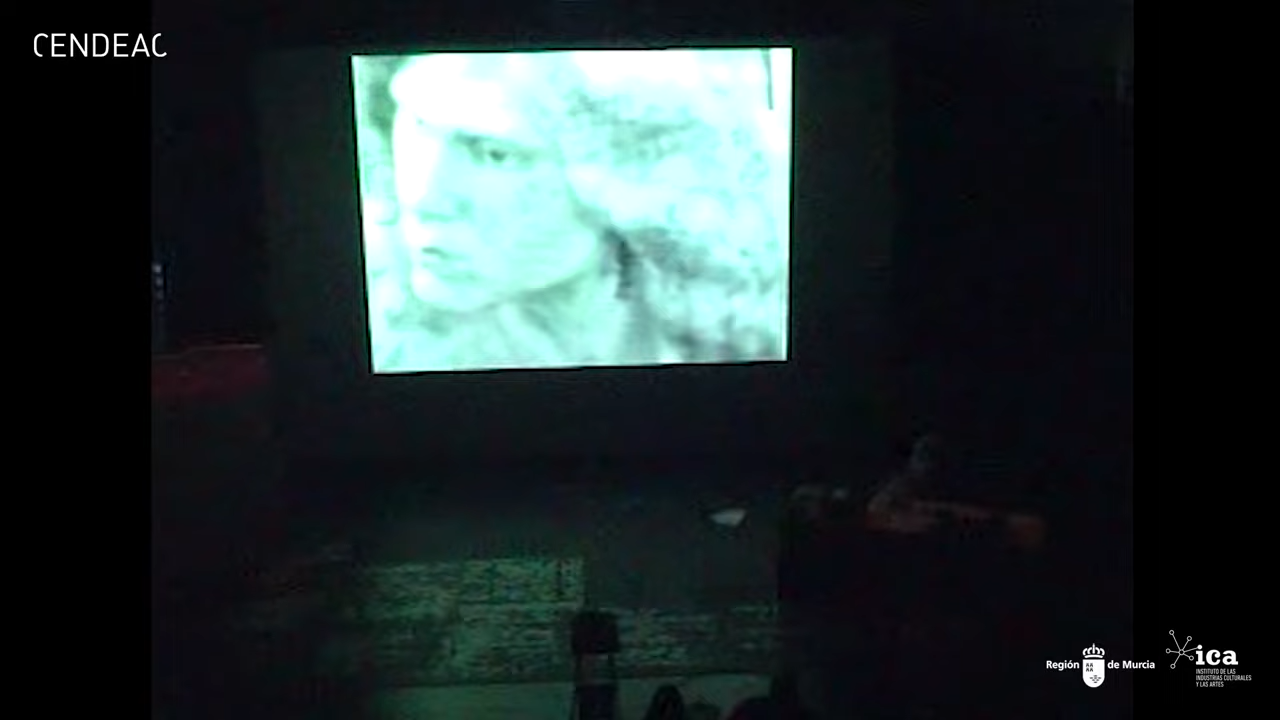 CENDEAC
Región de Murcia
ica
INSTITUTO DE LAS
INDUSTRIAS CULTURALES
Y LAS ARTES